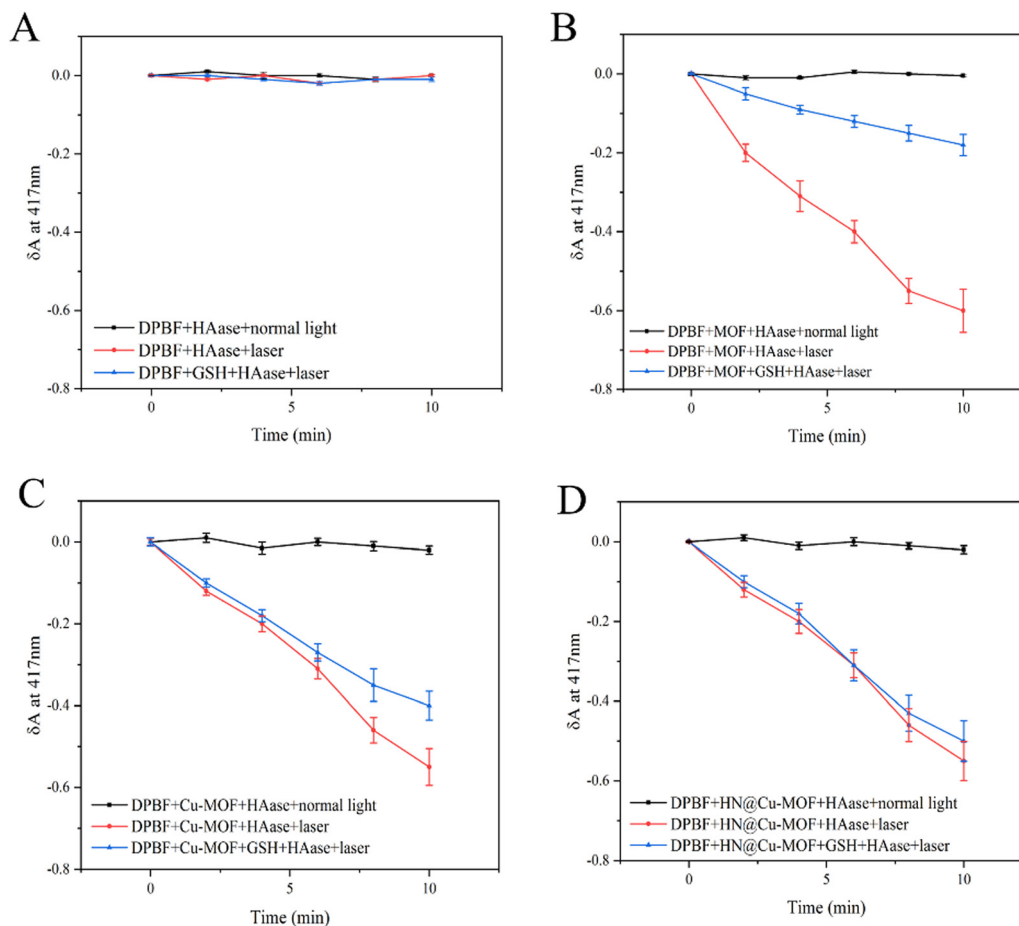 A
δA at 417nm
0.0
-0.2
-0.4
-0.6
-0.8
DPBF+HAase+normal light
DPBF+HAase+laser
DPBF+GSH+HAase+laser
0 5 10
Time (min)
B
δA at 417nm
0.0
-0.2
-0.4
-0.6
-0.8
DPBF+MOF+HAase+normal light
DPBF+MOF+HAase+laser
DPBF+MOF+GSH+HAase+laser
0 5 10
Time (min)
C
δA at 417nm
0.0
-0.2
-0.4
-0.6
-0.8
DPBF+Cu-MOF+HAase+normal light
DPBF+Cu-MOF+HAase+laser
DPBF+Cu-MOF+GSH+HAase+laser
0 5 10
Time (min)
D
δA at 417nm
0.0
-0.2
-0.4
-0.6
-0.8
DPBF+HN@Cu-MOF+HAase+normal light
DPBF+HN@Cu-MOF+HAase+laser
DPBF+HN@Cu-MOF+GSH+HAase+laser
0 5 10
Time (min)